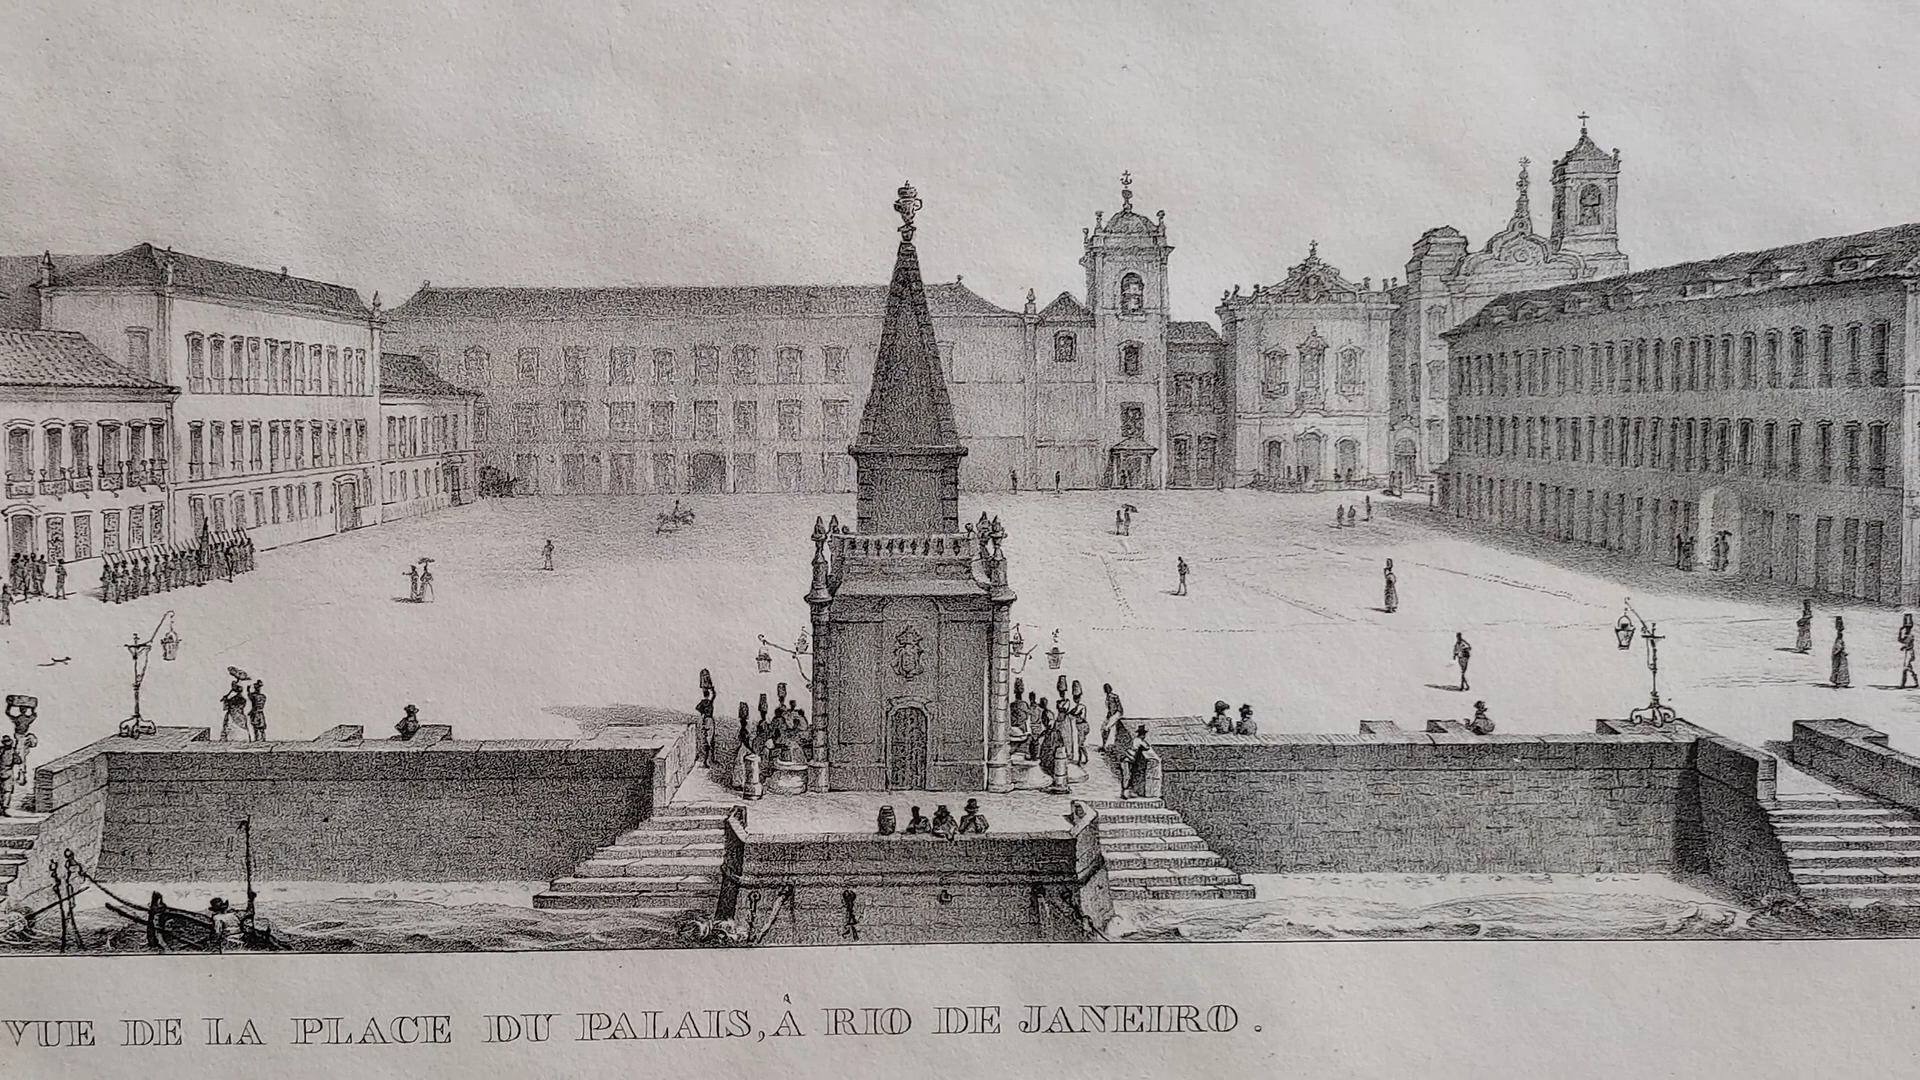 VUE DE LA PLACE DU PALAIS, À RIO DE JANEIRO.